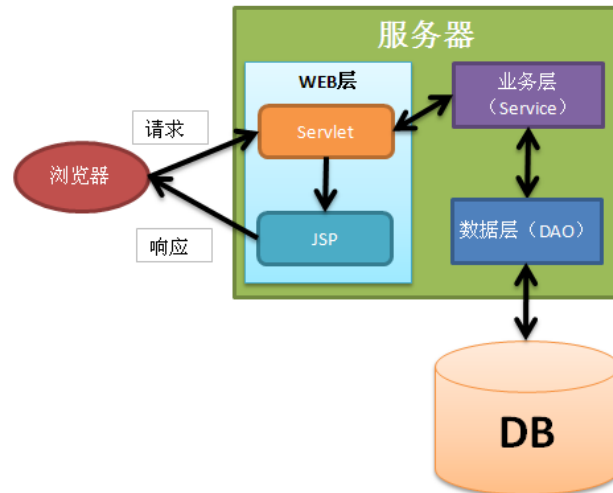 服务器
WEB层
业务层
（Service）
请求
Servlet
浏览器
响应
JSP
数据层（DAO）
DB